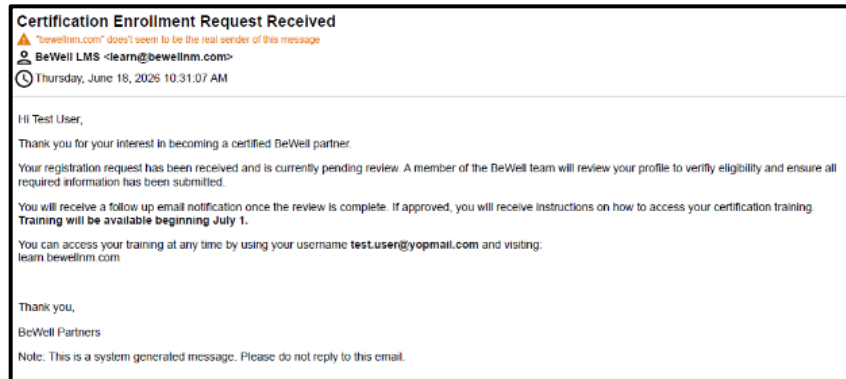 Certification Enrollment Request Received
"bewellnm.com" does't seem to be the real sender of this message
BeWell LMS <learn@bewellnm.com>
Thursday, June 18, 2026 10:31:07 AM
Hi Test User,
Thank you for your interest in becoming a certified BeWell partner.
Your registration request has been received and is currently pending review. A member of the BeWell team will review your profile to verifiy eligibility and ensure all
required information has been submitted.
You will receive a follow up email notification once the review is complete. If approved, you will receive instructions on how to access your certification training.
Training will be available beginning July 1.
You can access your training at any time by using your username test.user@yopmail.com and visiting:
learn.bewellnm.com
Thank you,
BeWell Partners
Note: This is a system generated message. Please do not reply to this email.